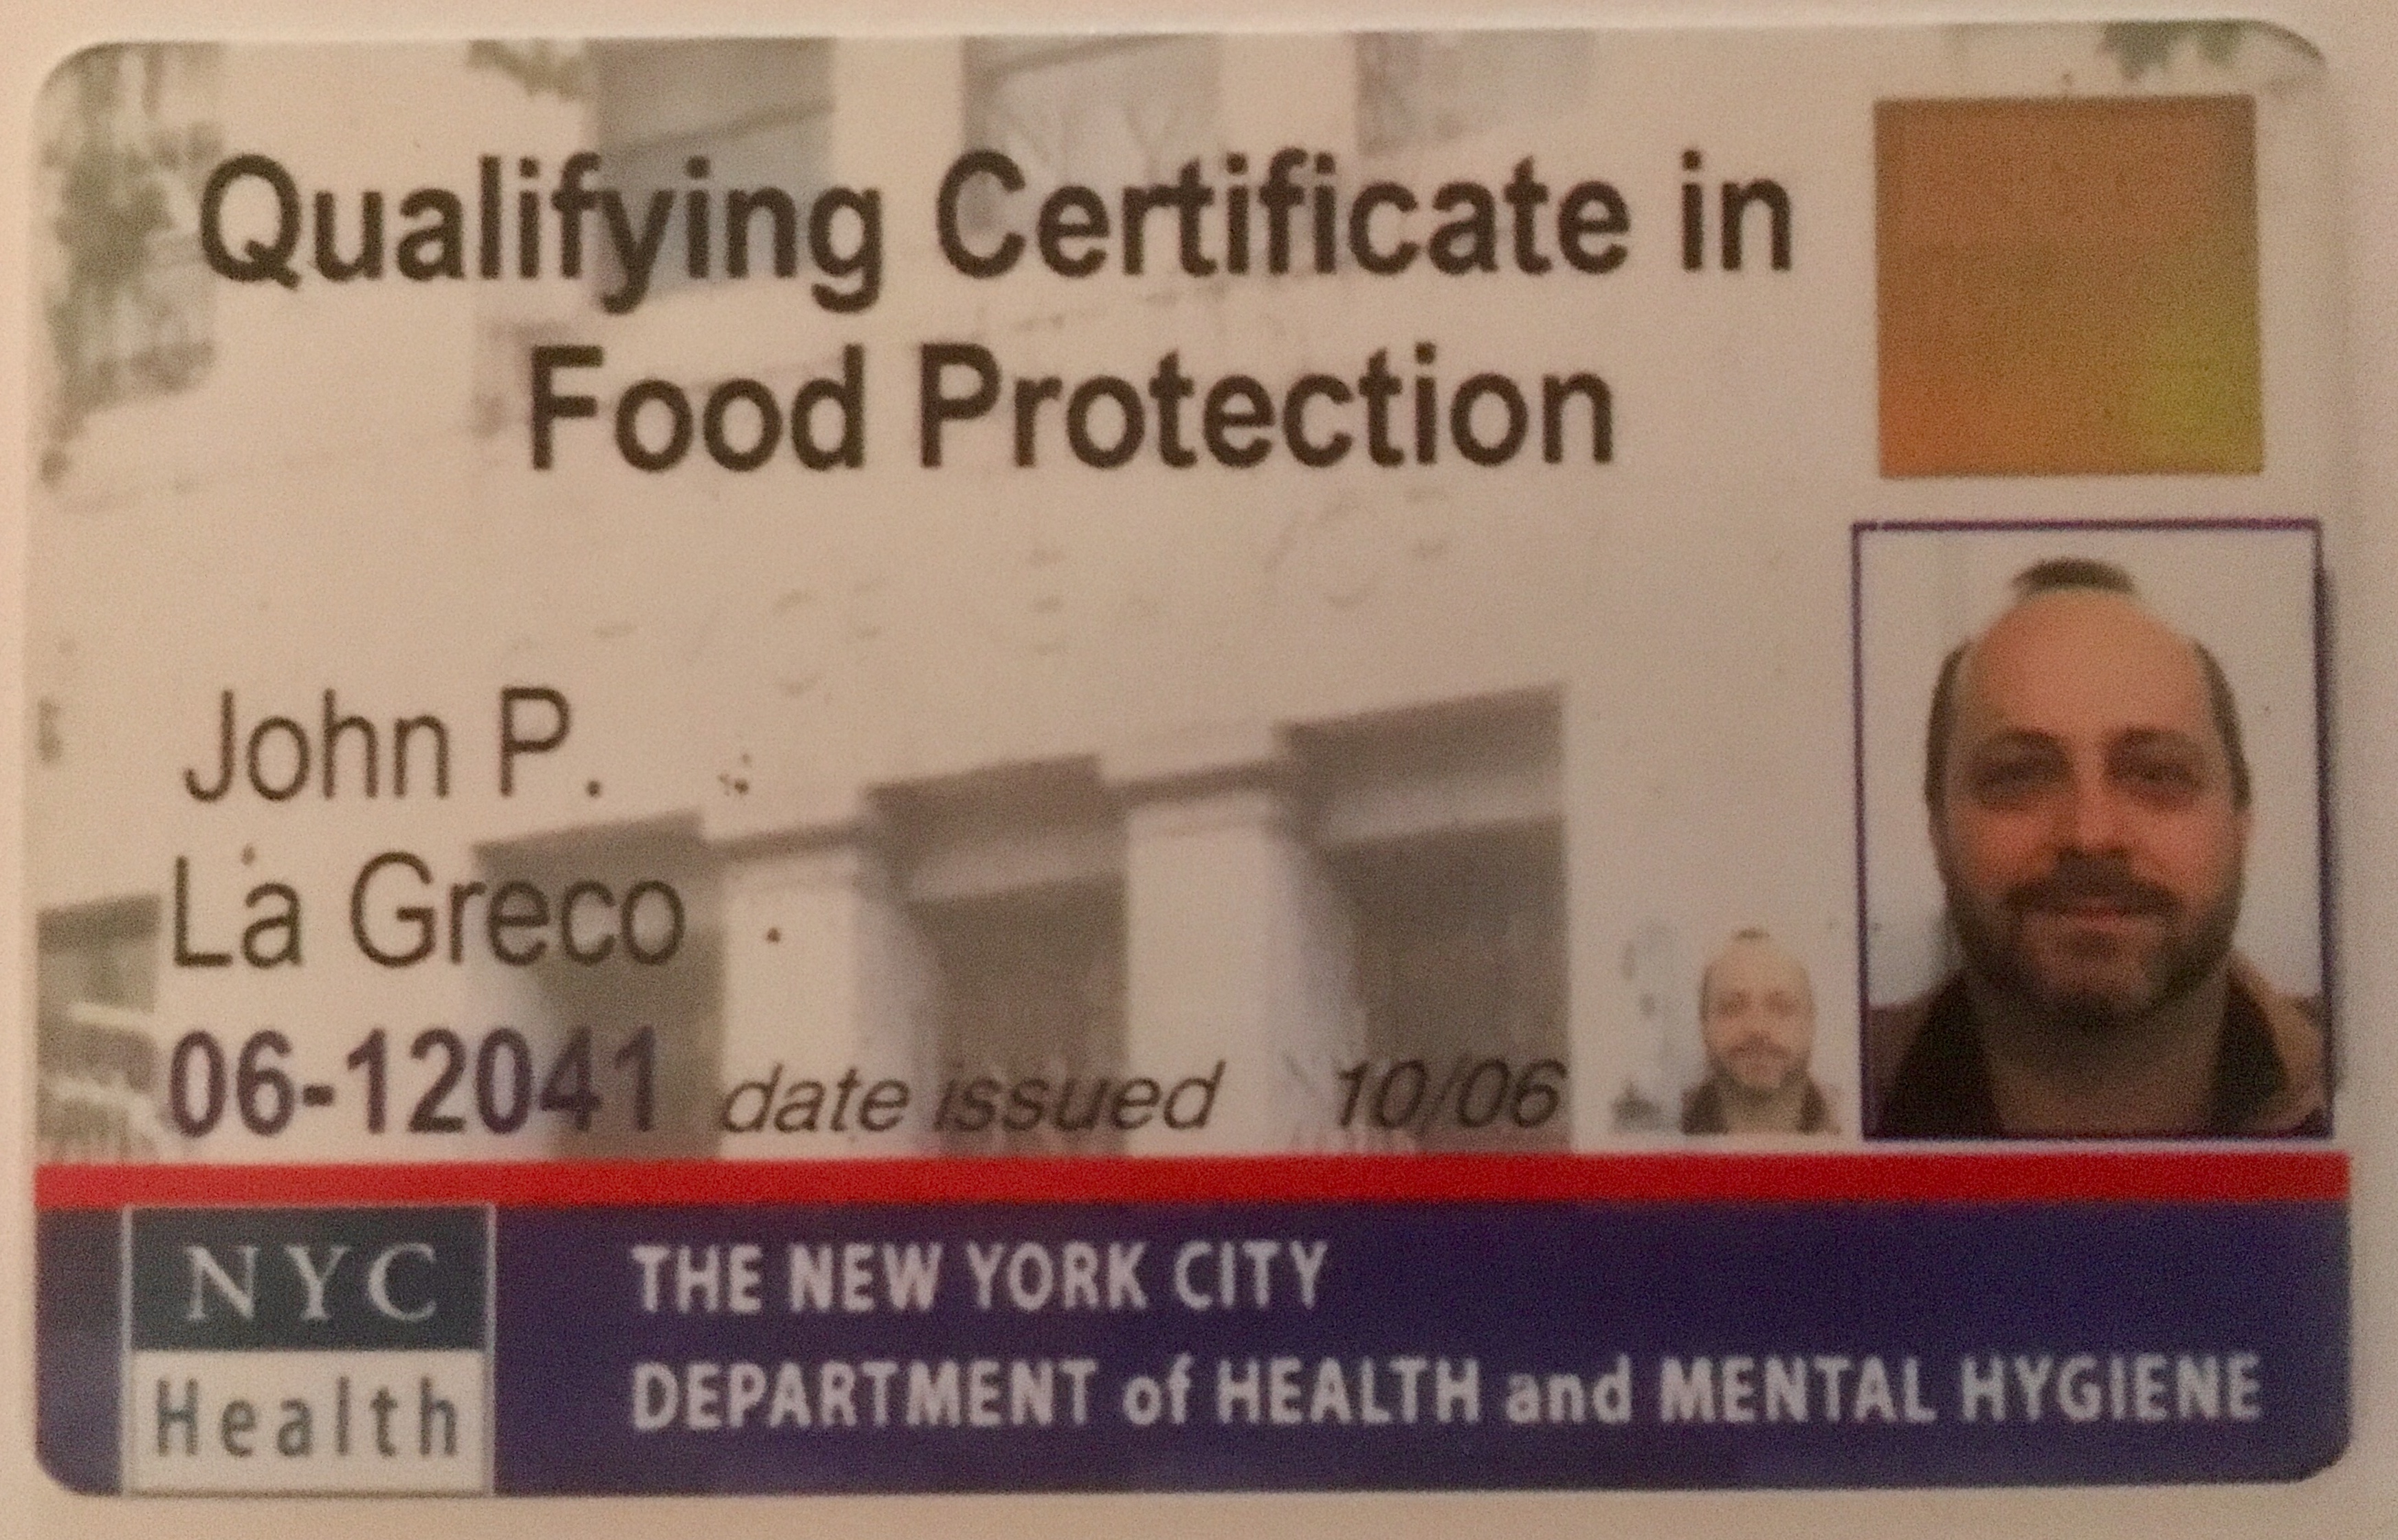 Qualifying Certificate in
Food Protection
John P.
La Greco
06-12041 date issued 10/06
NYC
Health
THE NEW YORK CITY
DEPARTMENT of HEALTH and MENTAL HYGIENE